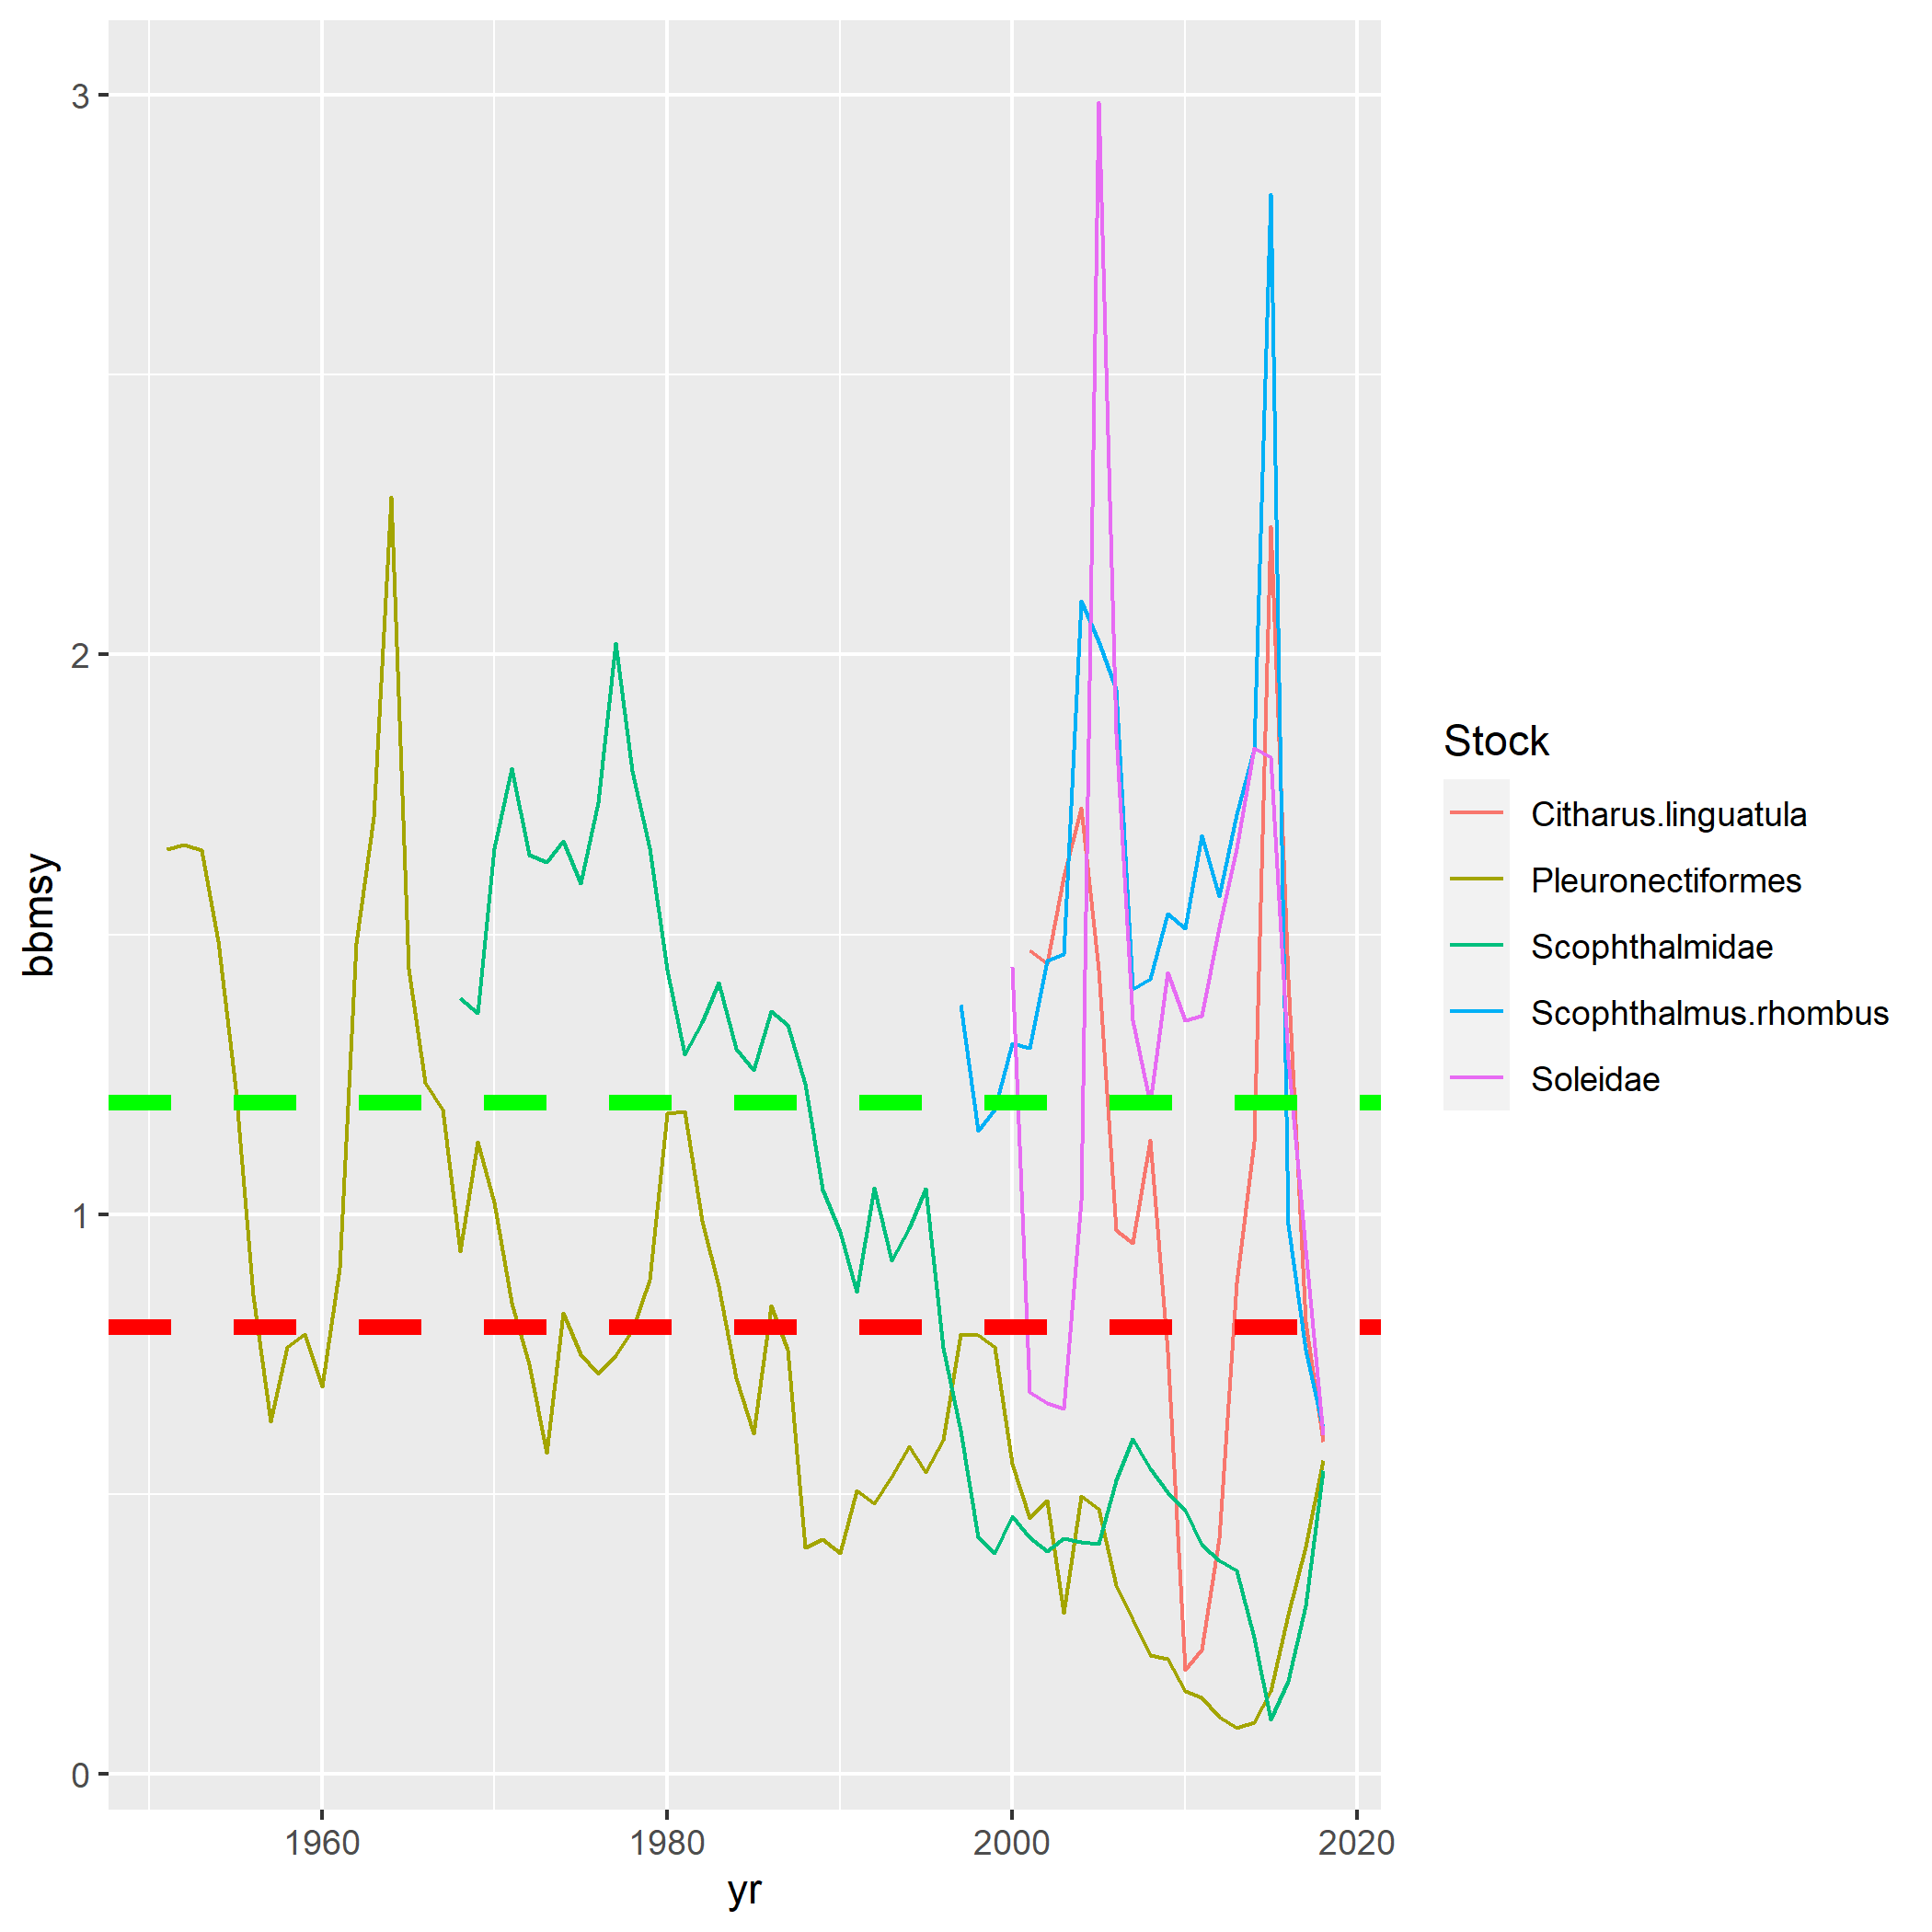 3
2
1
0
bbmsy
1960
1980
2000
2020
yr
Stock
Citharus.linguatula
Pleuronectiformes
Scophthalmidae
Scophthalmus.rhombus
Soleidae